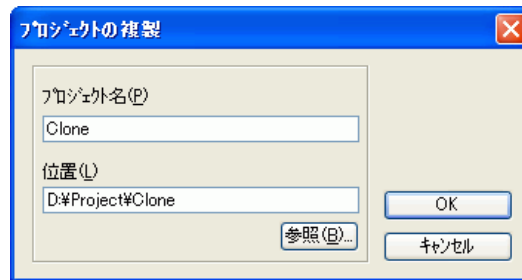 プロジェクトの複製
プロジェクト名(P)
Clone
位置(L)
D:¥Project¥Clone
参照(B)...
OK
キャンセル